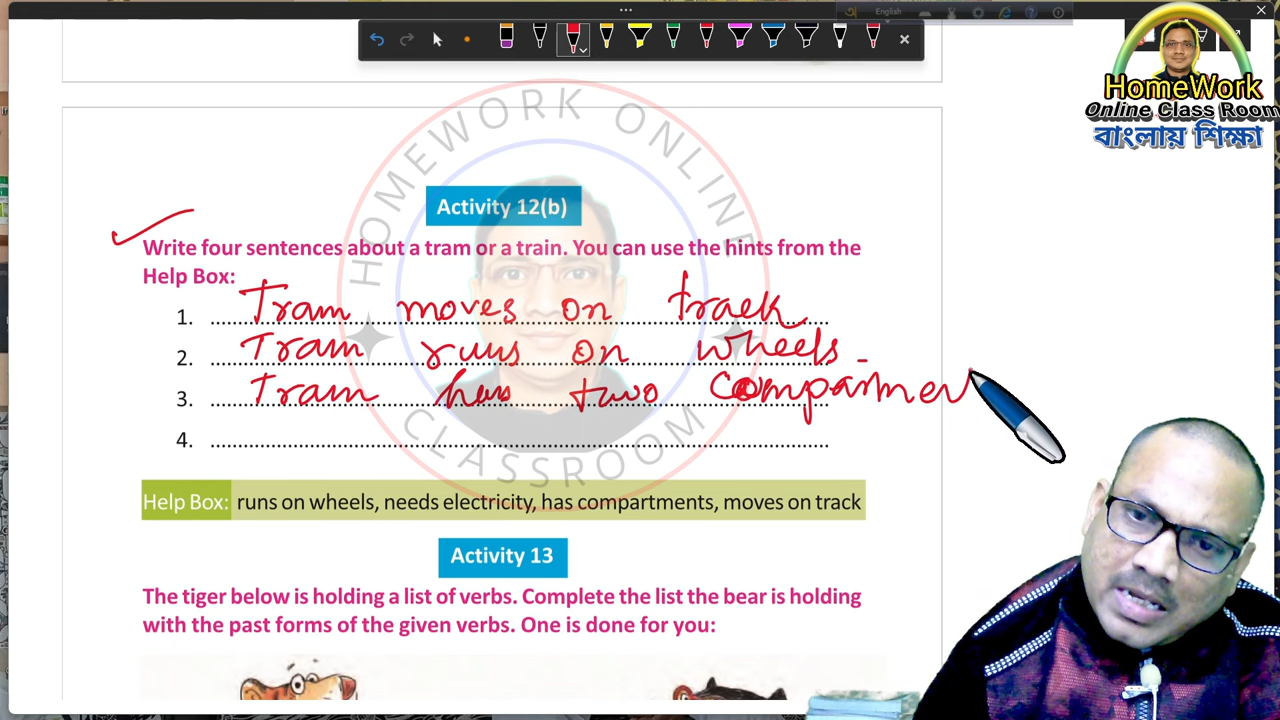 English
HomeWork
Online Class Room
বাংলায় শিক্ষা
HOMEWORK ONLINE
CLASSROOM
Activity 12(b)
Write four sentences about a tram or a train. You can use the hints from the
Help Box:
1. Tram moves on track
2. Tram runs on wheels.
3. Tram has two compartmen
4.
Help Box: runs on wheels, needs electricity, has compartments, moves on track
Activity 13
The tiger below is holding a list of verbs. Complete the list the bear is holding
with the past forms of the given verbs. One is done for you: